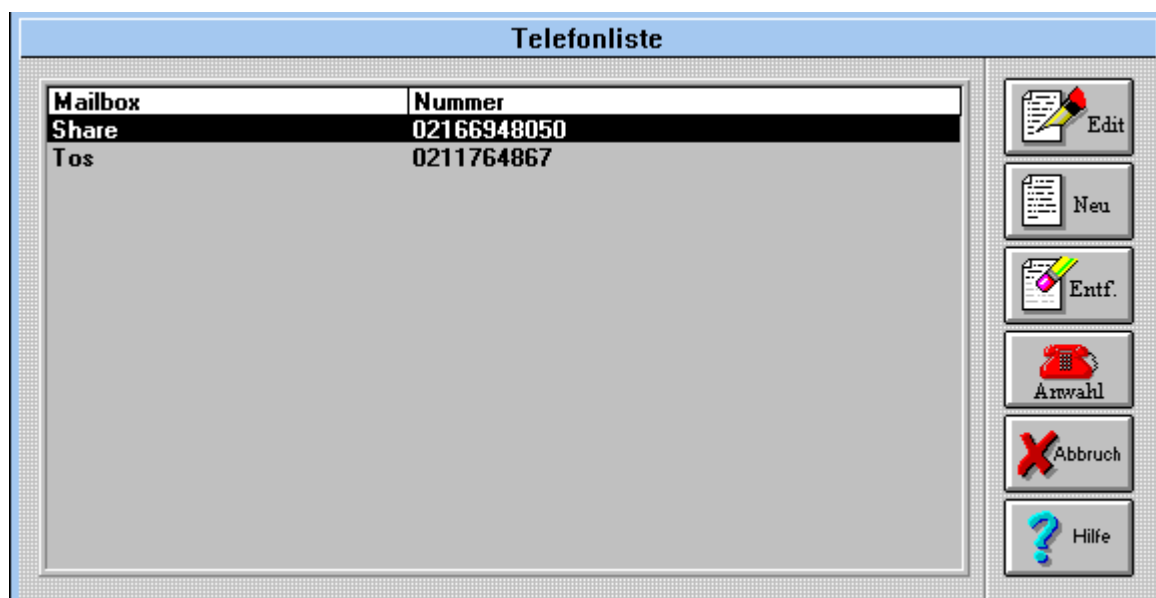 Telefonliste
Mailbox Nummer
Share 02166948050
Tos 0211764867
Edit
Neu
Entf.
Anwahl
Abbruch
Hilfe